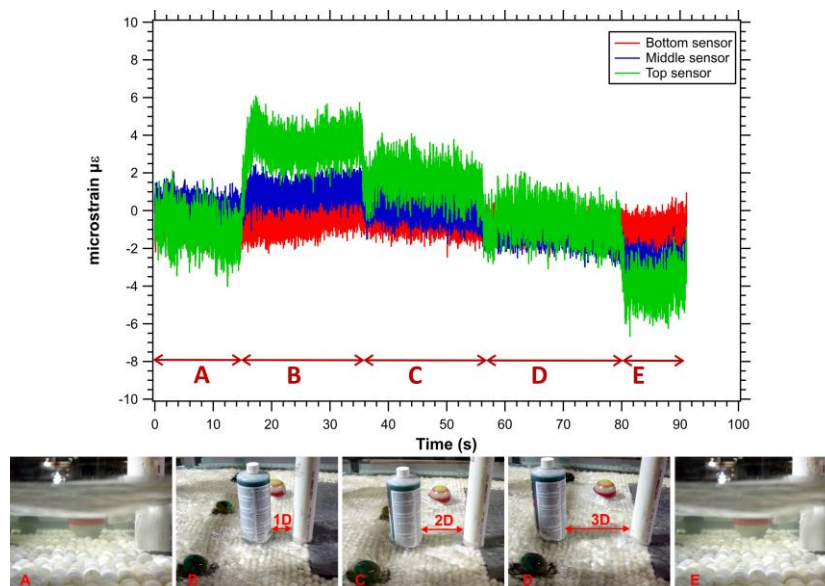 10
8
6
4
2
0
-2
-4
-6
-8
-10
microstrain µε
Bottom sensor
Middle sensor
Top sensor
A B C D E
0 10 20 30 40 50 60 70 80 90 100
Time (s)
1D 2D 3D
A B C D E